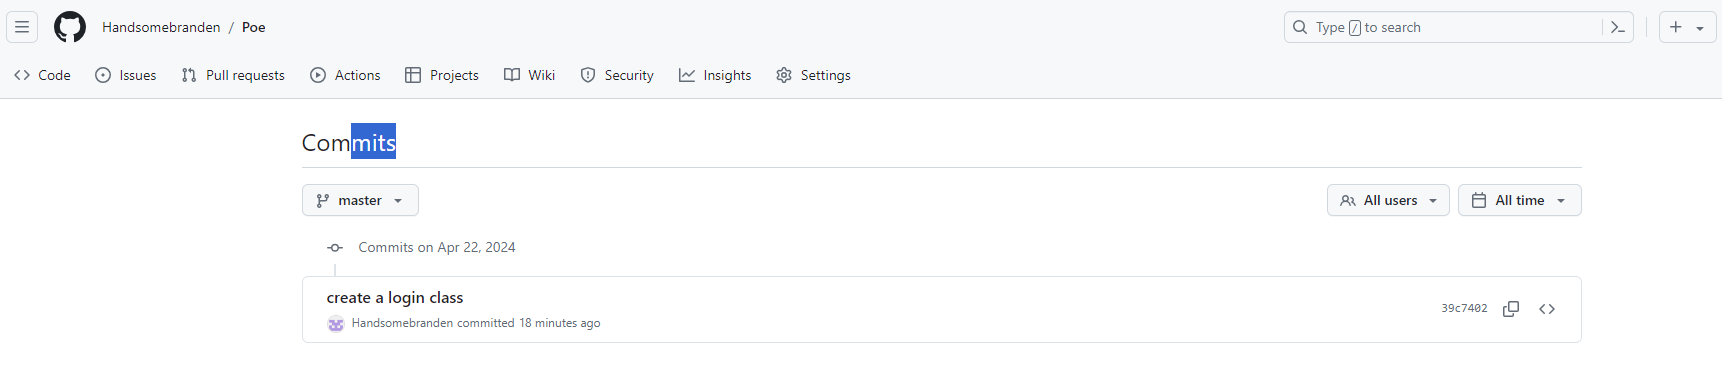 Handsomebranden / Poe
Type / to search
Code Issues Pull requests Actions Projects Wiki Security Insights Settings
Commits
master
All users All time
Commits on Apr 22, 2024
create a login class
39c7402
Handsomebranden committed 18 minutes ago